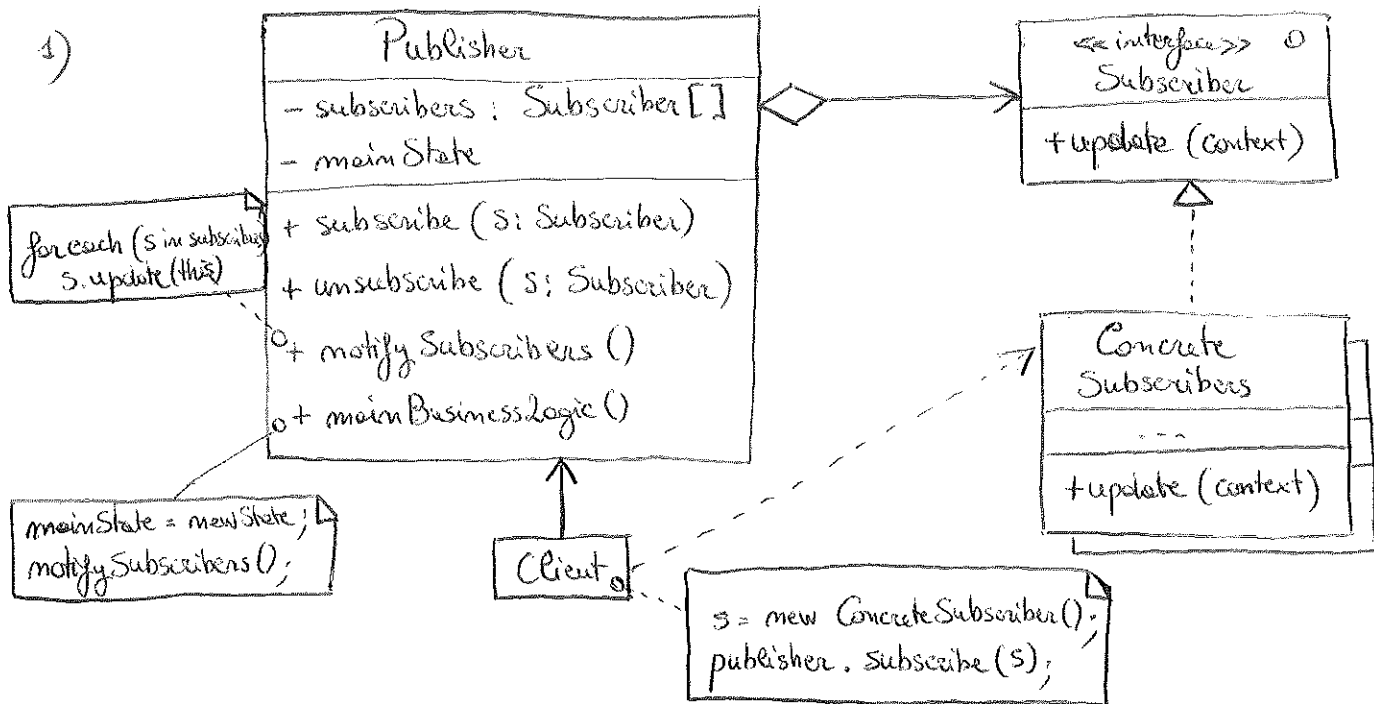 1)
Publisher
- subscribers : Subscriber[]
- mainState
+ subscribe (s: Subscriber)
+ unsubscribe (s: Subscriber)
+ notifySubscribers ()
+ mainBusinessLogic ()
foreach (s in subscribers)
s.update(this)
mainState = newState;
notifySubscribers();
Client
s = new ConcreteSubscriber();
publisher. subscribe(s);
<<interface>>
Subscriber
+ update (context)
Concrete
Subscribers
...
+ update (context)